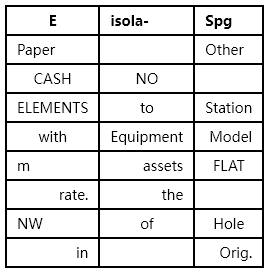 E isola- Spg
Paper Other
CASH NO
ELEMENTS to Station
with Equipment Model
m assets FLAT
rate. the
NW of Hole
in Orig.